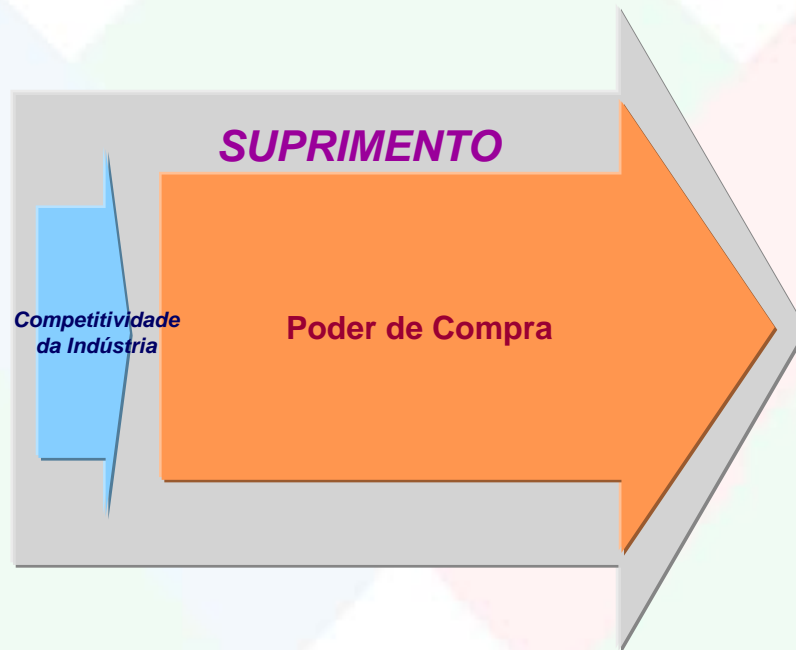 SUPRIMENTO
Competitividade
da Indústria
Poder de Compra